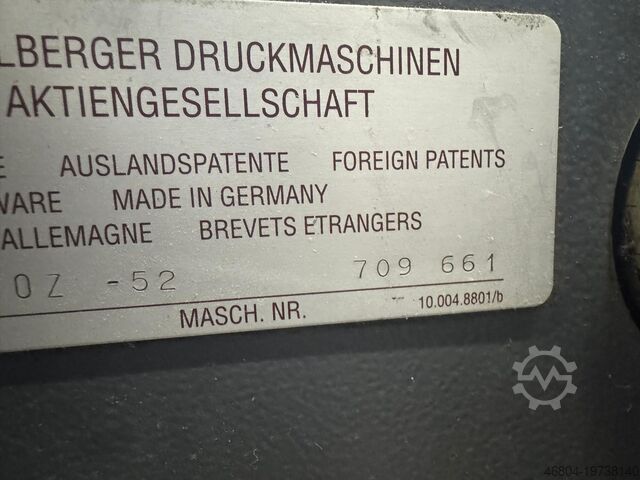 LBERGER DRUCKMASCHINEN
AKTIENGESELLSCHAFT
E AUSLANDSPATENTE FOREIGN PATENTS
WARE MADE IN GERMANY
ALLEMAGNE BREVETS ETRANGERS
OZ -52 709 661
MASCH. NR. 10.004.8801/b
46804-19738140